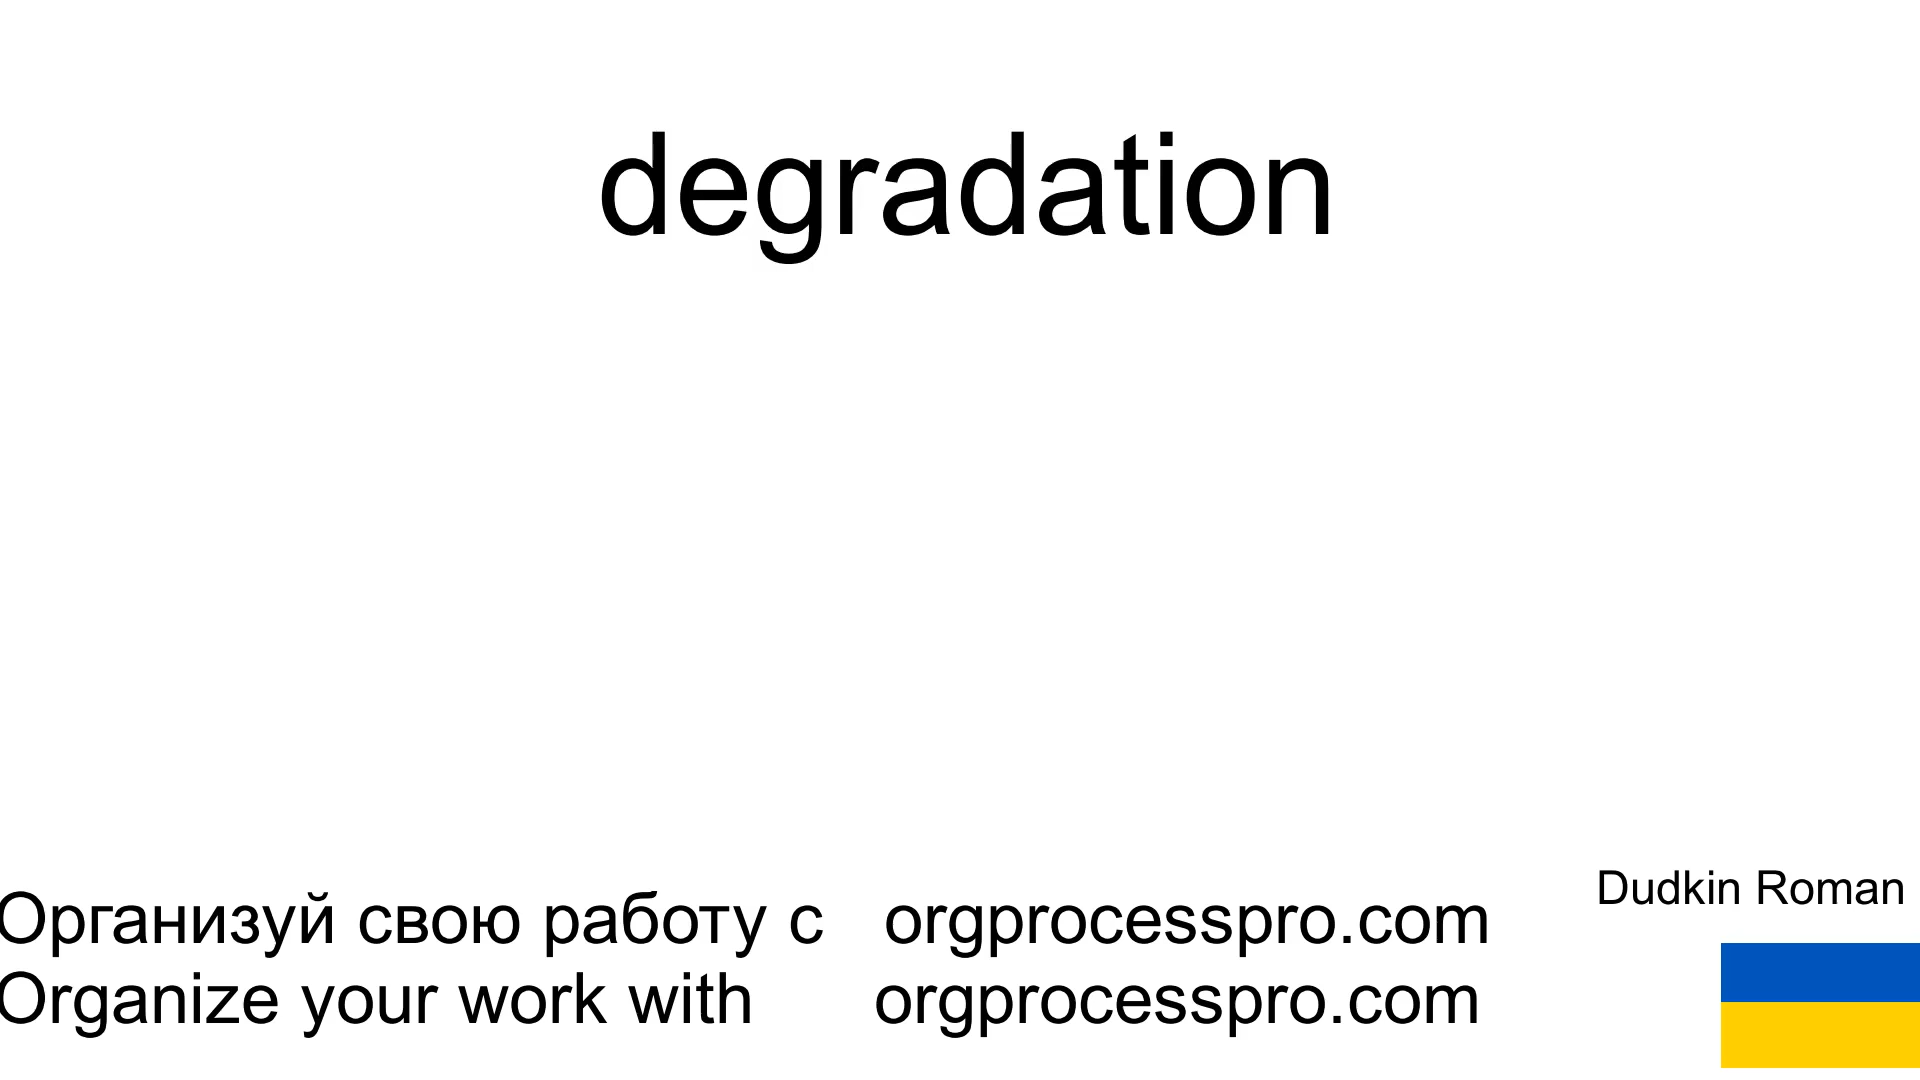 degradation
Dudkin Roman
Организуй свою работу с orgprocesspro.com
Organize your work with orgprocesspro.com